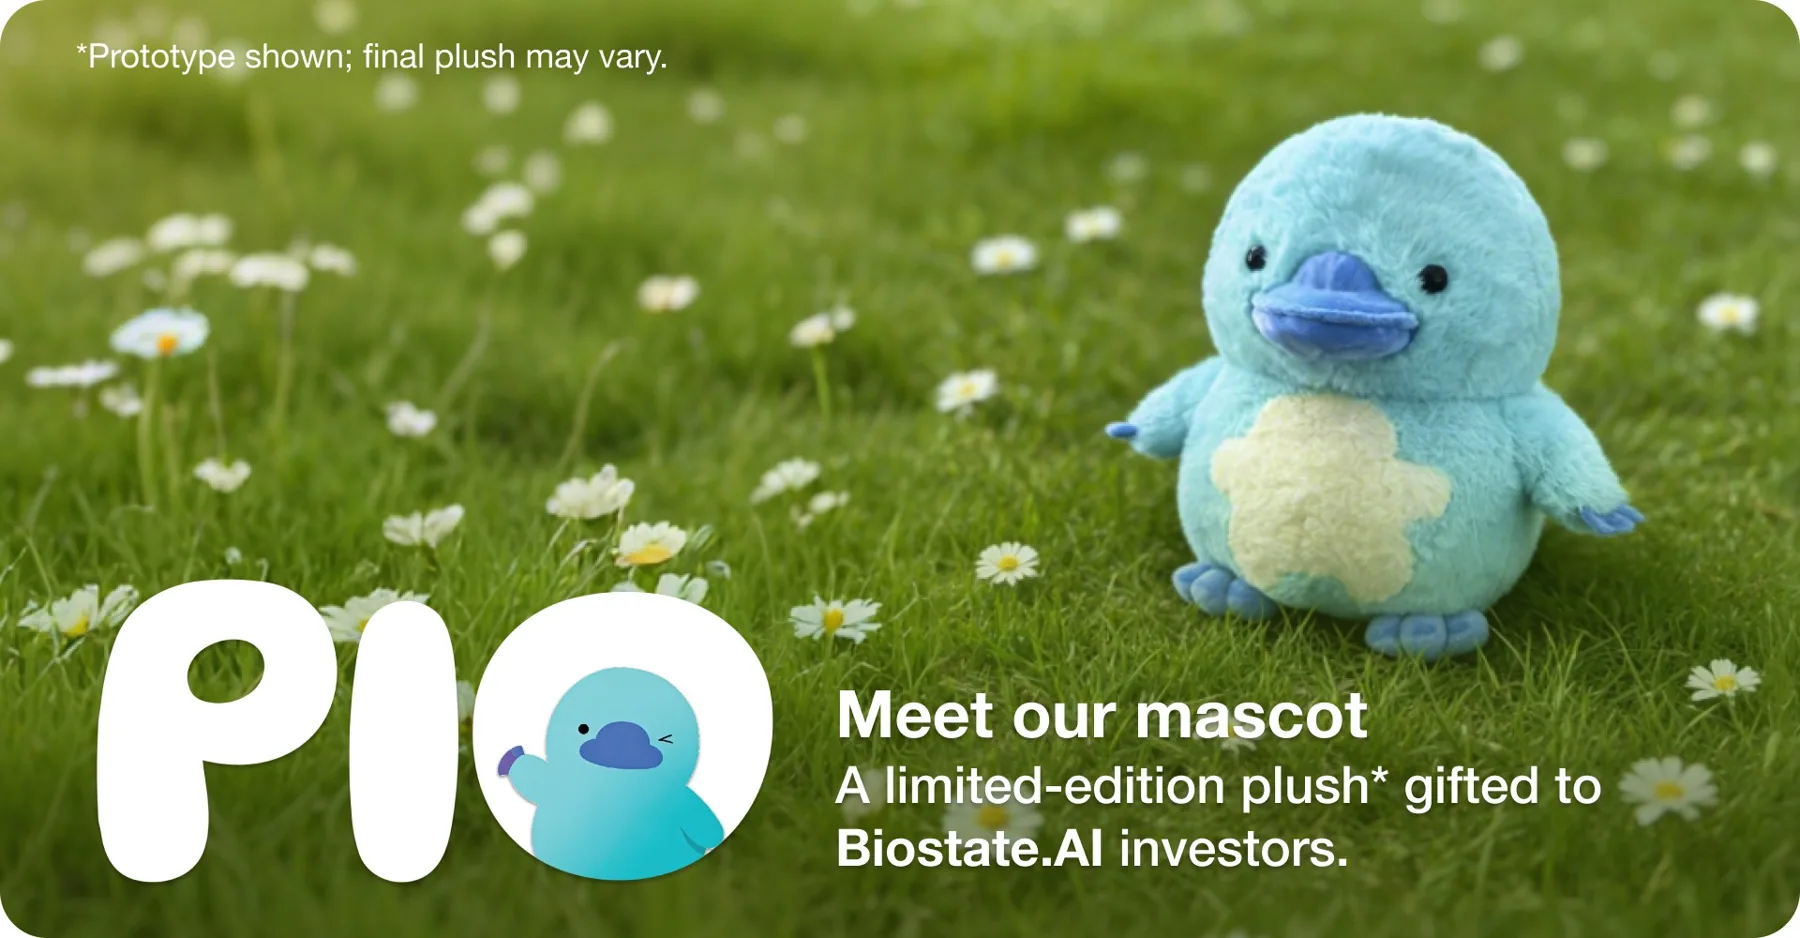 *Prototype shown; final plush may vary.
PIO
Meet our mascot
A limited-edition plush* gifted to
Biostate.AI investors.